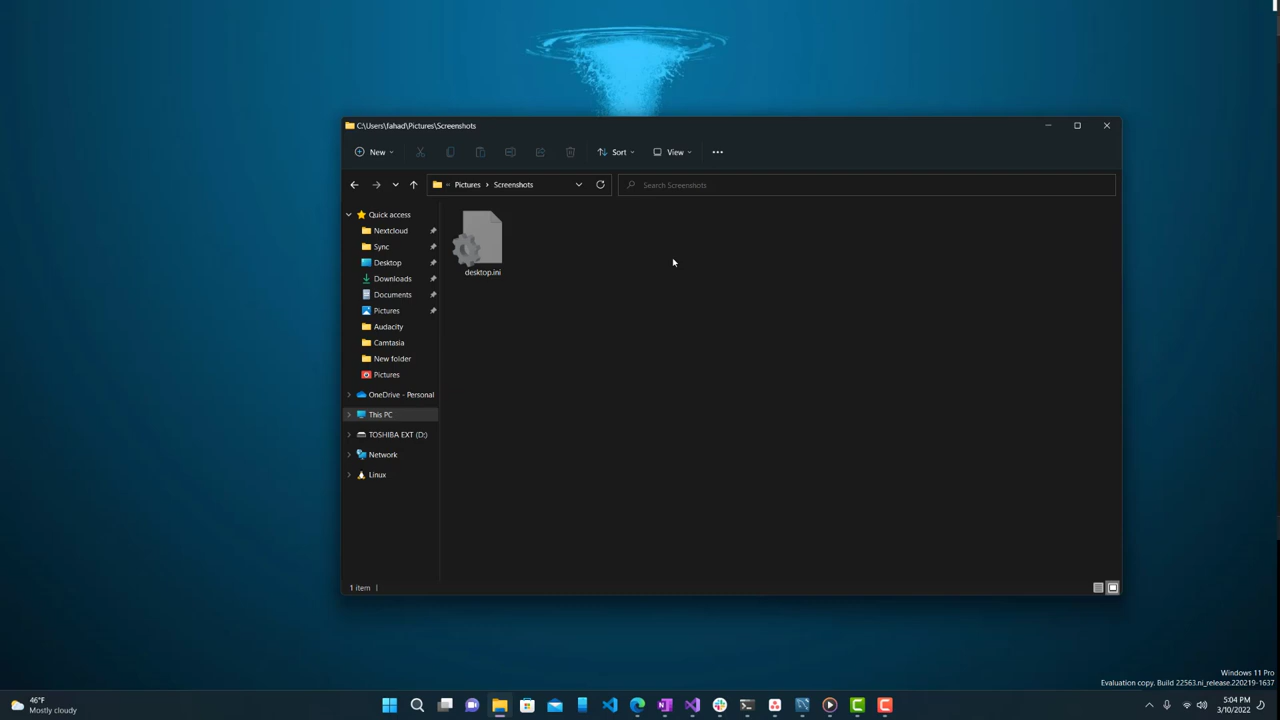 C:\Users\fahad\Pictures\Screenshots
New
Sort
View
Pictures
Screenshots
Search Screenshots
Quick access
Nextcloud
Sync
Desktop
Downloads
Documents
Pictures
Audacity
Camtasia
New folder
Pictures
OneDrive - Personal
This PC
TOSHIBA EXT (D:)
Network
Linux
desktop.ini
1 item
Windows 11 Pro
Evaluation copy. Build 22563.ni_release.220219-1637
46°F
Mostly cloudy
5:04 PM
3/10/2022